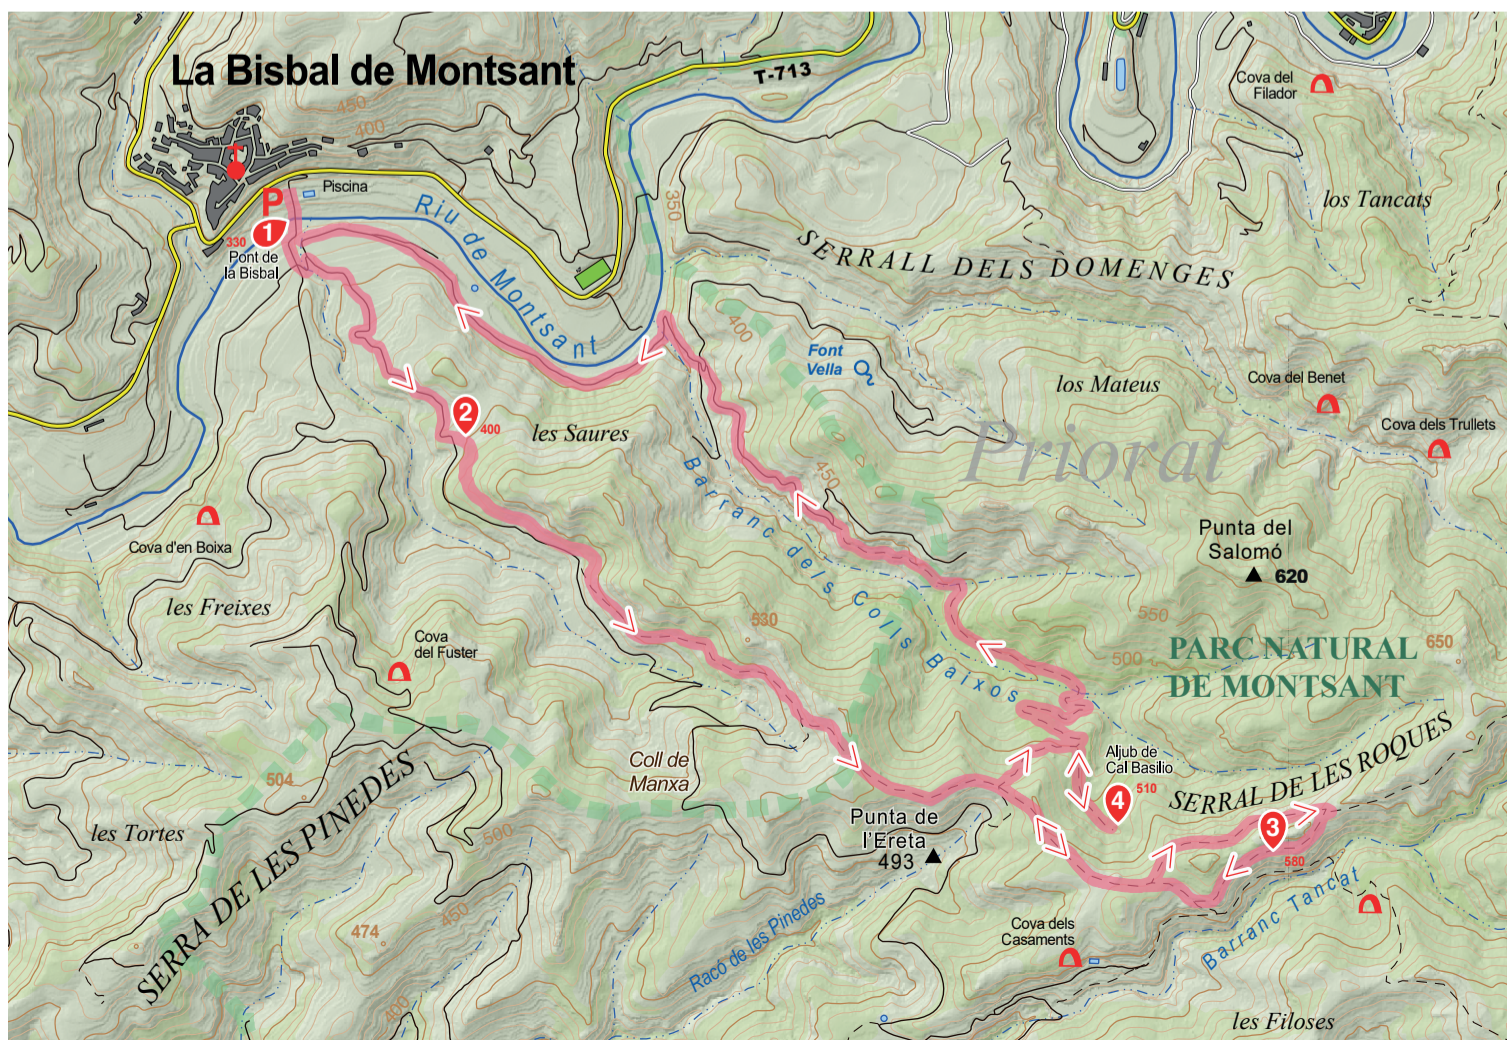 La Bisbal de Montsant
T-713
450
400
Cova del
Filador
los Tancats
P
Piscina
1
330
Pont de
la Bisbal
Riu de Montsant
350
SERRALL DELS DOMENGES
400
Font
Vella
los Mateus
Cova del Benet
Cova dels Trullets
2
400
les Saures
Priorat
450
Barranc dels Colls Baixos
Cova d'en Boixa
Punta del
Salomó
620
les Freixes
530
550
Cova
del Fuster
500
650
PARC NATURAL
DE MONTSANT
504
Coll de
Manxa
Aljub de
Cal Basilio
510
4
SERRAL DE LES ROQUES
3
580
les Tortes
500
SERRA DE LES PINEDES
Punta de
l'Ereta
493
450
474
Racó de les Pinedes
Cova dels
Casaments
Barranc Tancat
400
les Filoses